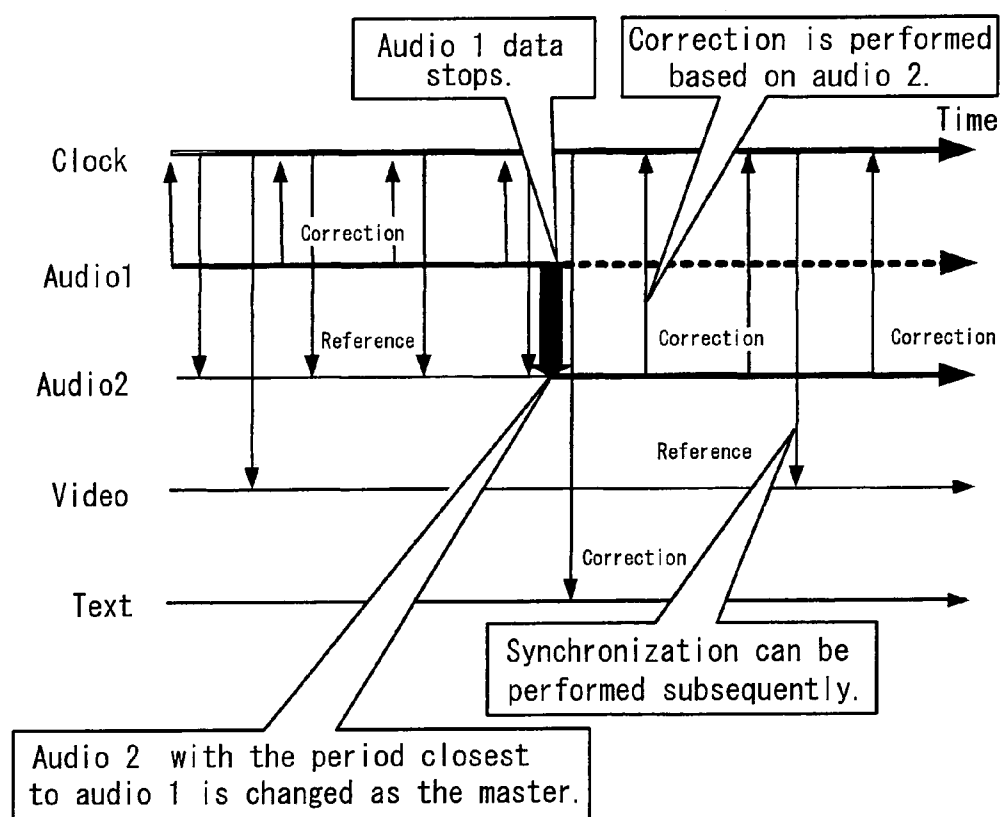 Audio 1 data
stops.
Correction is performed
based on audio 2.
Time
Clock
Correction
Audio1
Reference
Correction
Correction
Audio2
Reference
Video
Correction
Text
Synchronization can be
performed subsequently.
Audio 2 with the period closest
to audio 1 is changed as the master.